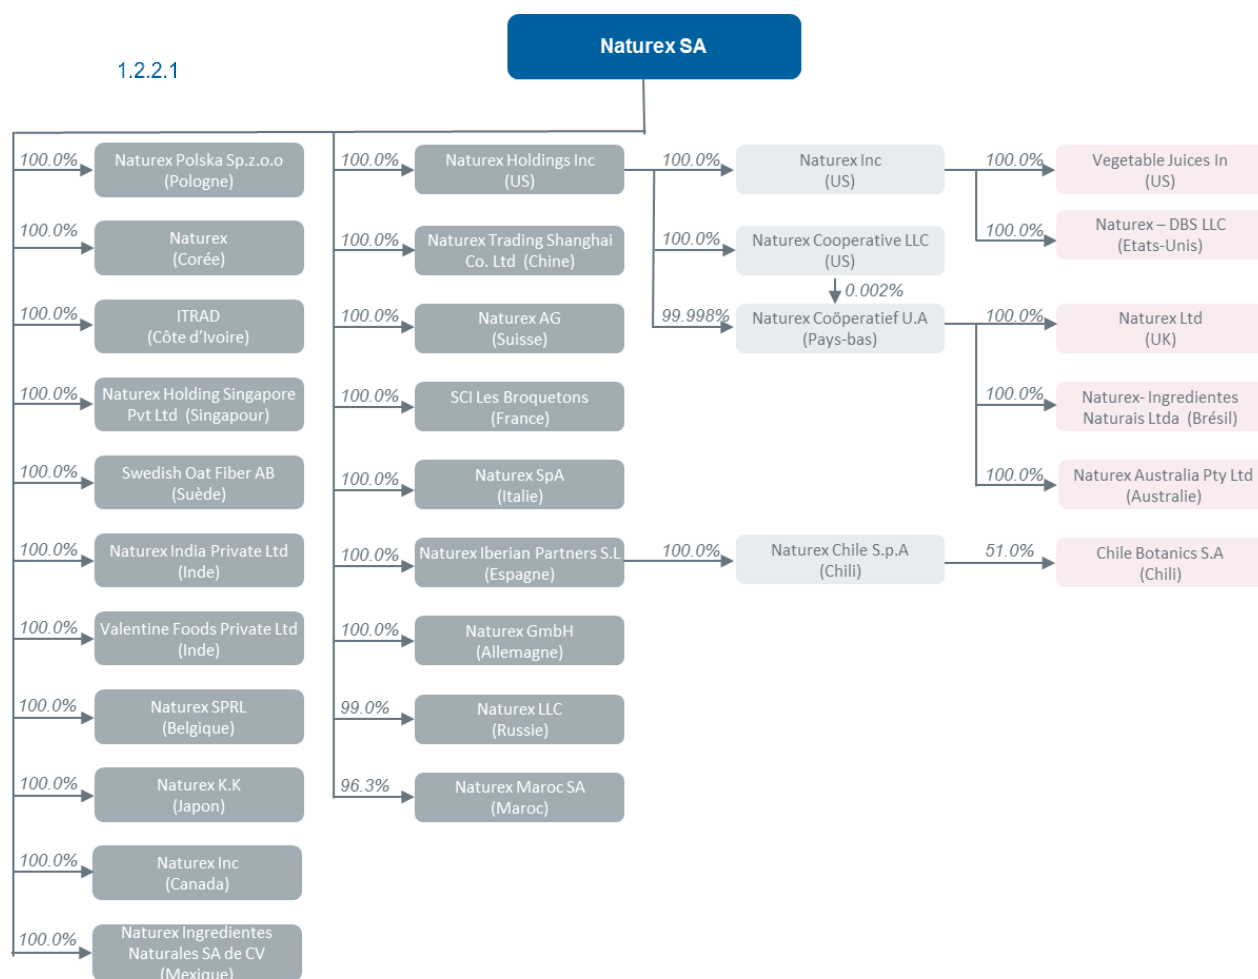 Naturex SA
1.2.2.1
100.0%
Naturex Polska Sp.z.o.o
(Pologne)
100.0%
Naturex
(Corée)
100.0%
ITRAD
(Côte d’Ivoire)
100.0%
Naturex Holding Singapore
Pvt Ltd (Singapour)
100.0%
Swedish Oat Fiber AB
(Suède)
100.0%
Naturex India Private Ltd
(Inde)
100.0%
Valentine Foods Private Ltd
(Inde)
100.0%
Naturex SPRL
(Belgique)
100.0%
Naturex K.K
(Japon)
100.0%
Naturex Inc
(Canada)
100.0%
Naturex Ingredientes
Naturales SA de CV
(Mexique)
100.0%
Naturex Holdings Inc
(US)
100.0%
Naturex Trading Shanghai
Co. Ltd (Chine)
100.0%
Naturex AG
(Suisse)
100.0%
SCI Les Broquetons
(France)
100.0%
Naturex SpA
(Italie)
100.0%
Naturex Iberian Partners S.L
(Espagne)
100.0%
Naturex GmbH
(Allemagne)
99.0%
Naturex LLC
(Russie)
96.3%
Naturex Maroc SA
(Maroc)
100.0%
Naturex Inc
(US)
100.0%
Naturex Cooperative LLC
(US)
0.002%
99.998%
Naturex Coöperatief U.A
(Pays-bas)
100.0%
Naturex Chile S.p.A
(Chili)
100.0%
Vegetable Juices In
(US)
100.0%
Naturex – DBS LLC
(Etats-Unis)
100.0%
Naturex Ltd
(UK)
100.0%
Naturex- Ingredientes
Naturais Ltda (Brésil)
100.0%
Naturex Australia Pty Ltd
(Australie)
51.0%
Chile Botanics S.A
(Chili)